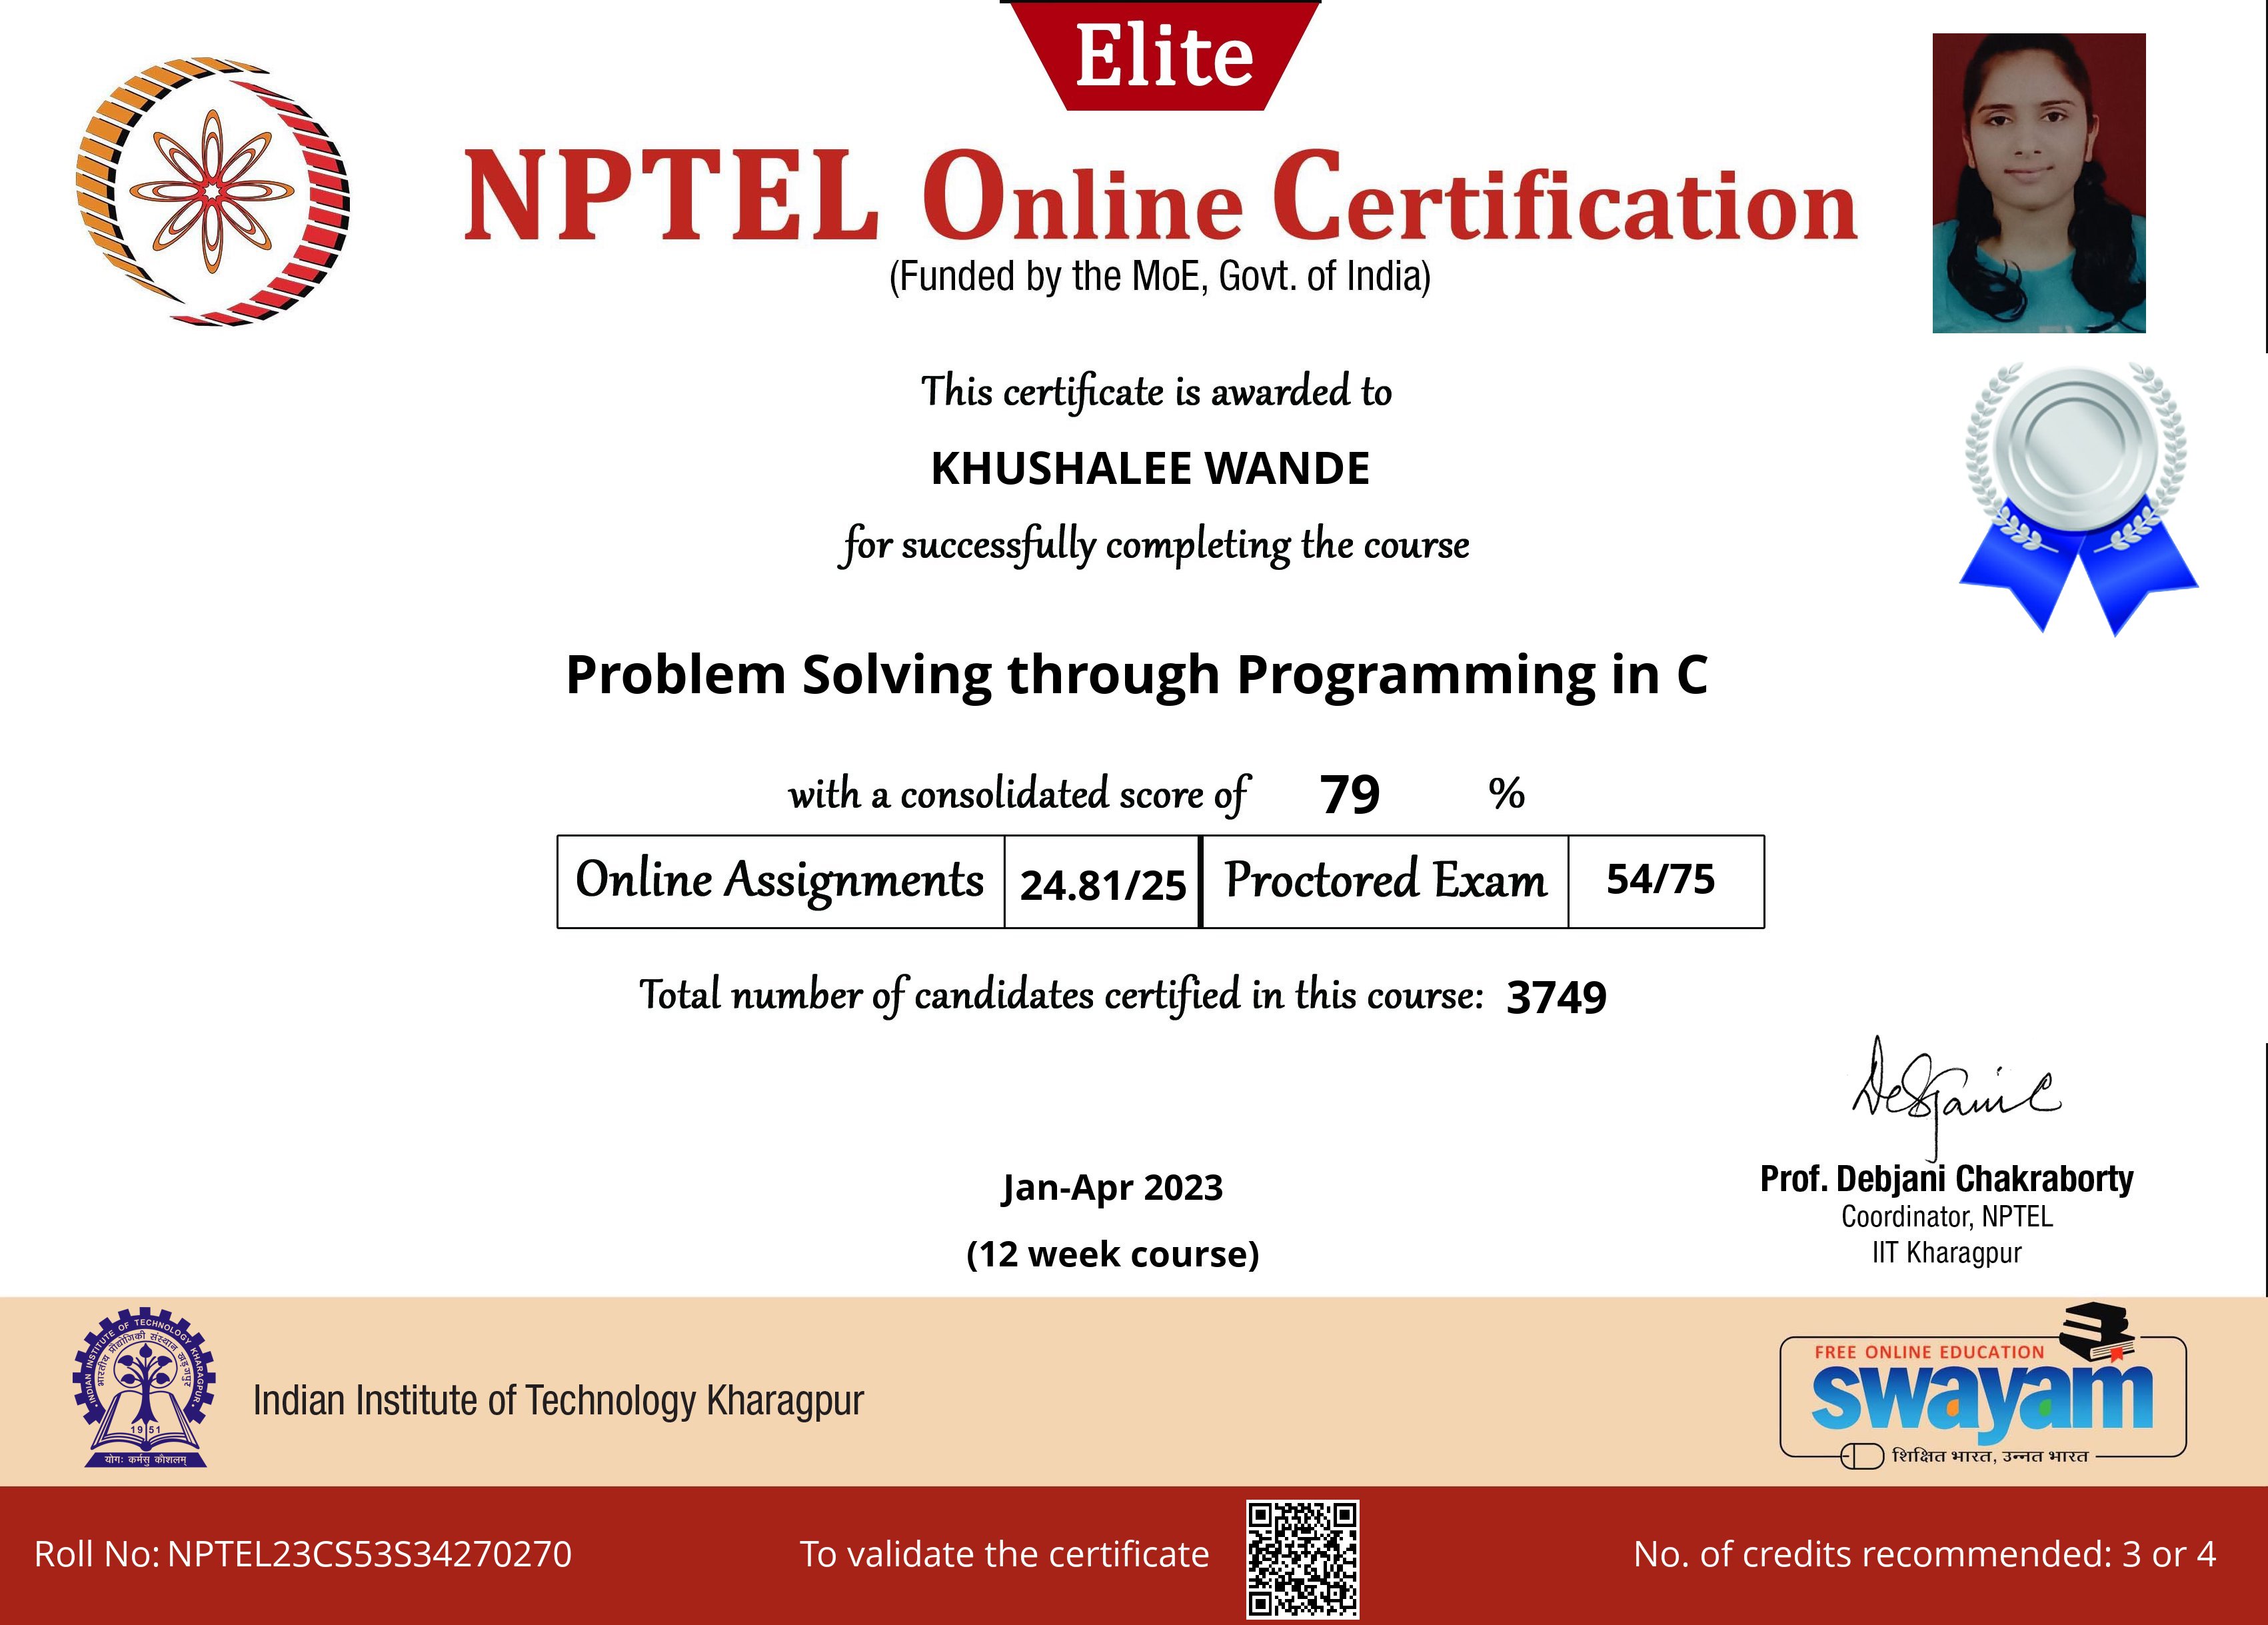 Elite
NPTEL Online Certification
(Funded by the MoE, Govt. of India)
This certificate is awarded to
KHUSHALEE WANDE
for successfully completing the course
Problem Solving through Programming in C
with a consolidated score of 79 %
Online Assignments 24.81/25 Proctored Exam 54/75
Total number of candidates certified in this course: 3749
Debjani C
Prof. Debjani Chakraborty
Coordinator, NPTEL
IIT Kharagpur
Jan-Apr 2023
(12 week course)
INDIAN INSTITUTE OF TECHNOLOGY KHARAGPUR
भारतीय प्रौद्योगिकी संस्थान खड़गपुर
1951
योगः कर्मसु कौशलम्
Indian Institute of Technology Kharagpur
FREE ONLINE EDUCATION
swayam
शिक्षित भारत, उन्नत भारत
Roll No: NPTEL23CS53S34270270
To validate the certificate
No. of credits recommended: 3 or 4